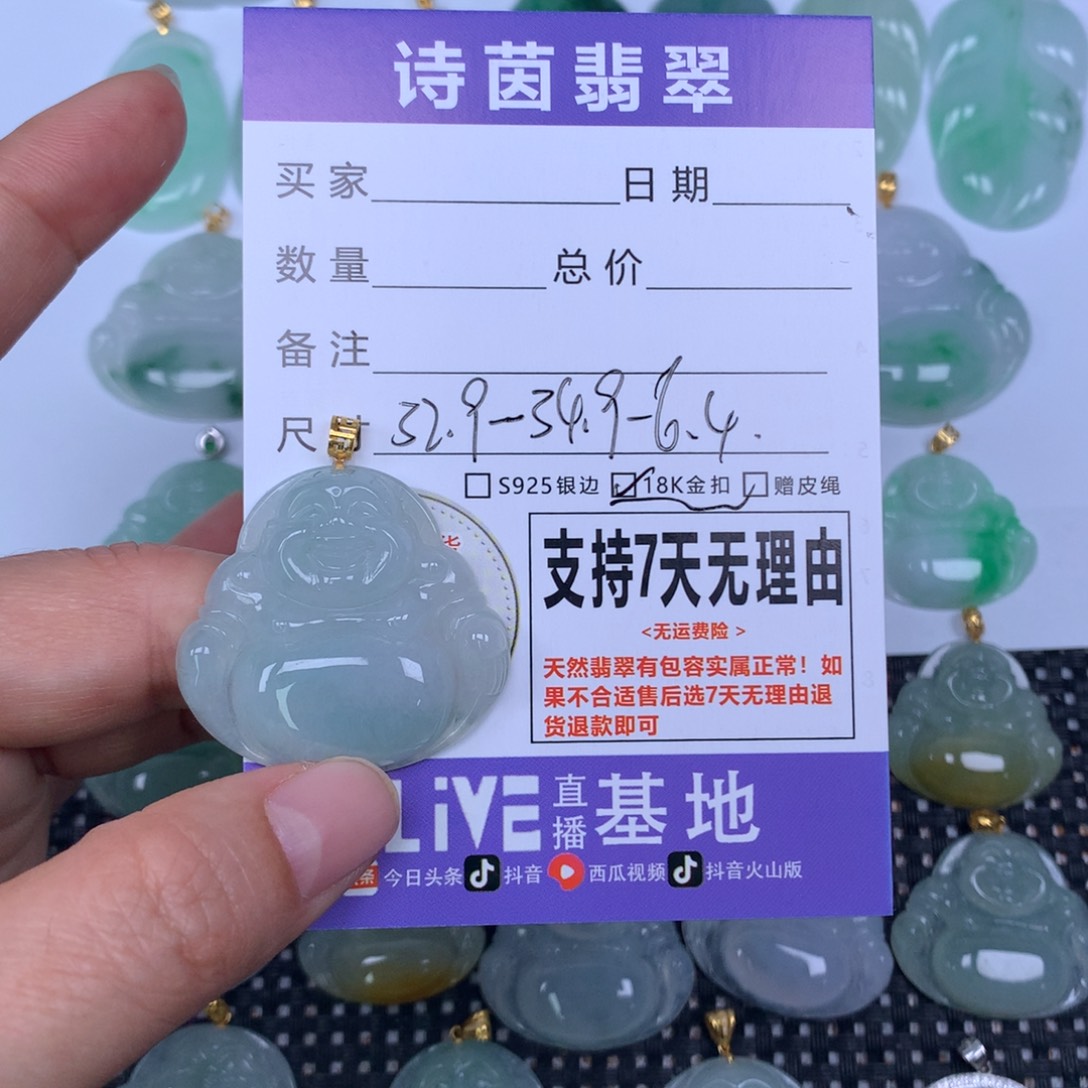 诗茵翡翠
买家 日期
数量 总价
备注
尺 32.9-34.9-6.4.
S925银边 18K金扣 赠皮绳
货
支持7天无理由
<无运费险>
天然翡翠有包容实属正常！如
果不合适售后选7天无理由退
货退款即可
LiVE 直播 基地
条 今日头条 抖音 西瓜视频 抖音火山版